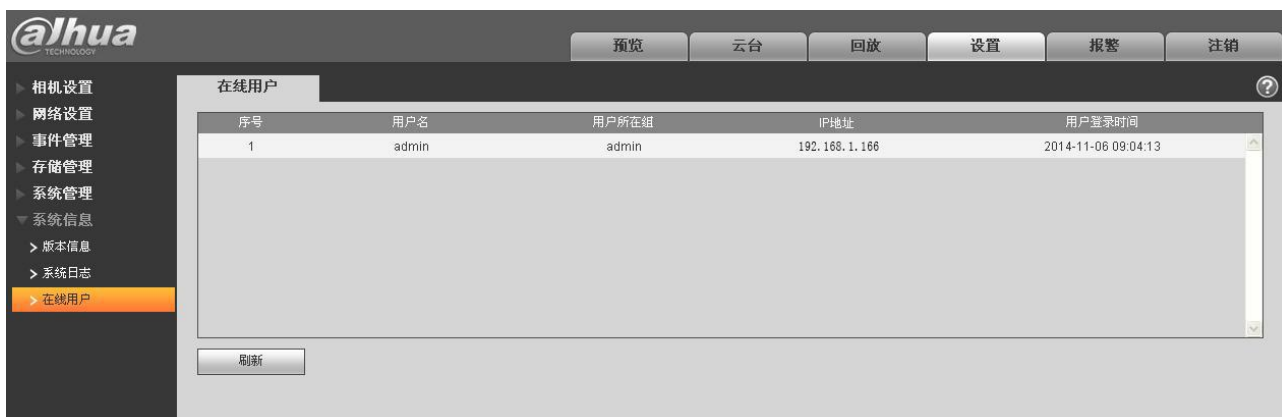 alhua
TECHNOLOGY
预览 云台 回放 设置 报警 注销
相机设置
网络设置
事件管理
存储管理
系统管理
系统信息
版本信息
系统日志
在线用户
在线用户
序号 用户名 用户所在组 IP地址 用户登录时间
1 admin admin 192.168.1.166 2014-11-06 09:04:13
刷新